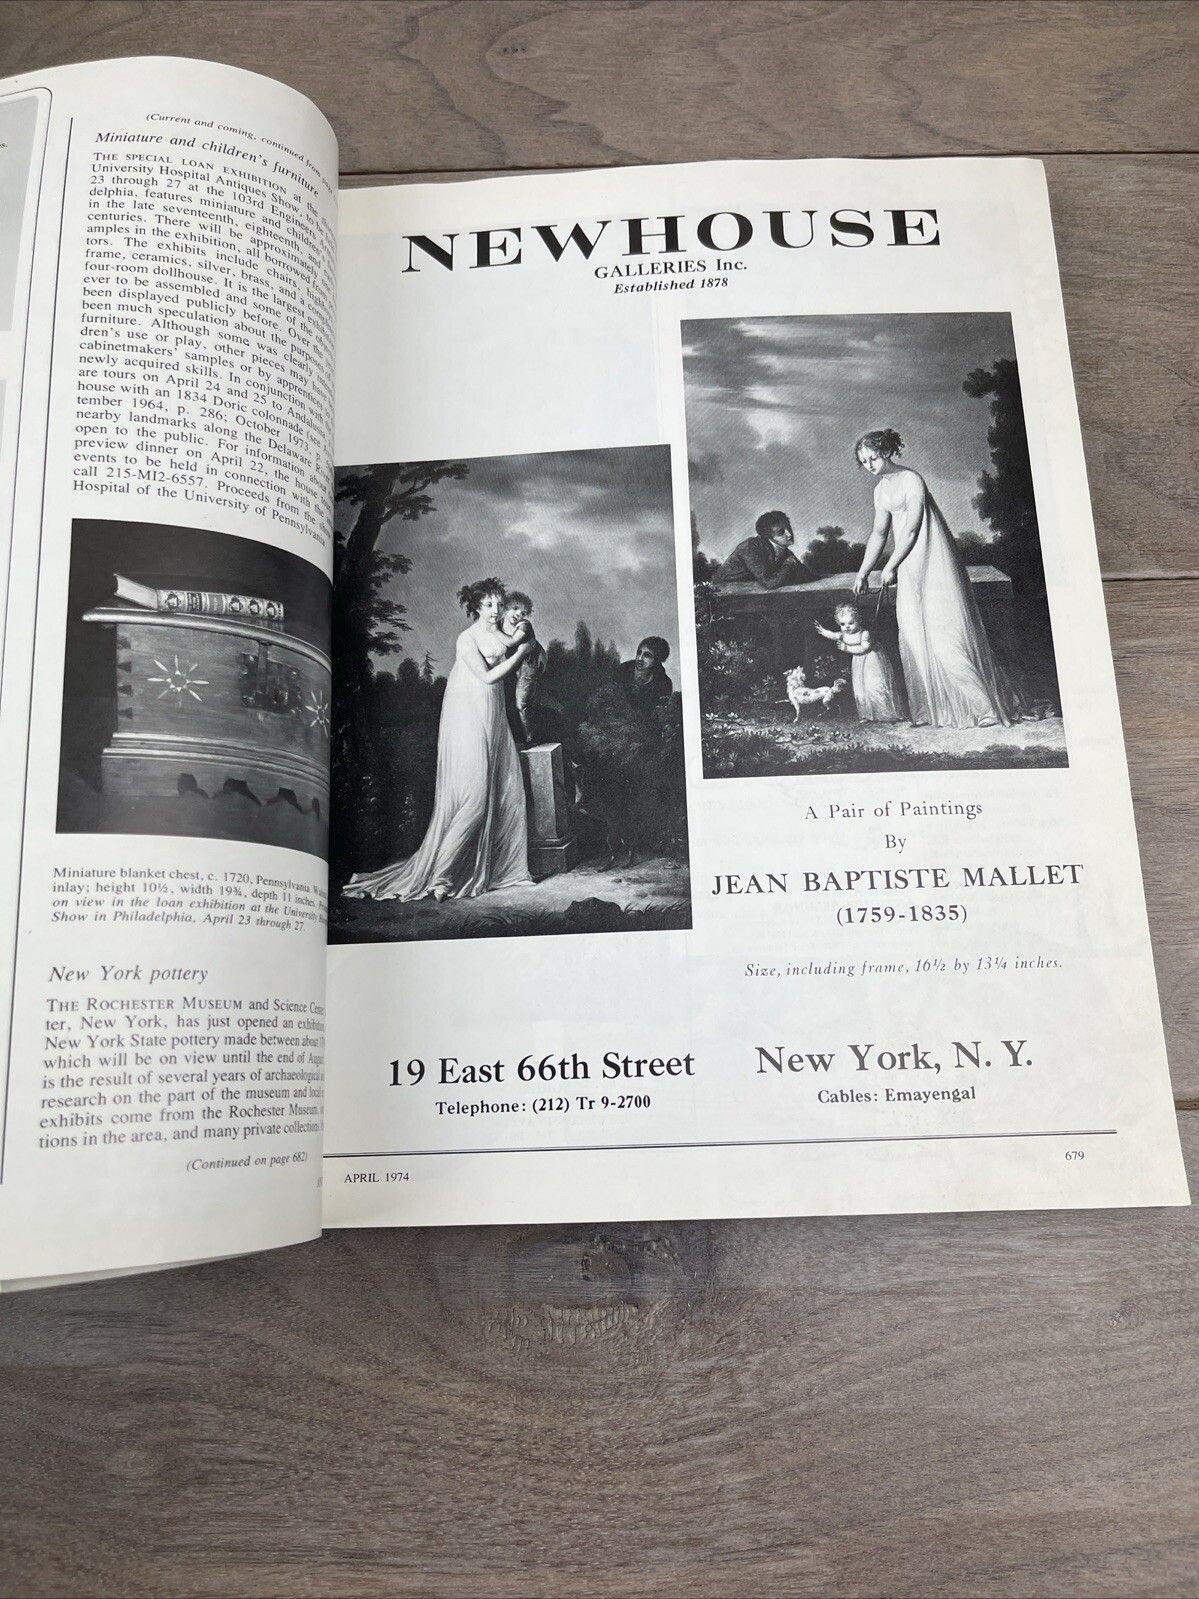 s.
(Current and coming, continued from page
Miniature and children's furniture
THE SPECIAL LOAN EXHIBITION at the
University Hospital Antiques Show, to be
23 through 27 at the 103rd Engineers
delphia, features miniature and children's
in the late seventeenth, eighteenth, and
centuries. There will be approximately
amples in the exhibition, all borrowed from
tors. The exhibits include chairs, high
frame, ceramics, silver, brass, and a
four-room dollhouse. It is the largest
ever to be assembled and some of the
been displayed publicly before. Over the
been much speculation about the purposes
furniture. Although some was clearly
dren's use or play, other pieces may have
cabinetmakers' samples or by apprentices
newly acquired skills. In conjunction with
are tours on April 24 and 25 to Andalusia
house with an 1834 Doric colonnade (see
tember 1964, p. 286; October 1973, p.
nearby landmarks along the Delaware River
open to the public. For information about
preview dinner on April 22, the house
events to be held in connection with the
call 215-MI2-6557. Proceeds from the show
Hospital of the University of Pennsylvania.
Miniature blanket chest, c. 1720, Pennsylvania.
inlay; height 10½, width 19¾, depth 11 inches.
on view in the loan exhibition at the University
Show in Philadelphia, April 23 through 27.
New York pottery
THE ROCHESTER MUSEUM and Science Cen-
ter, New York, has just opened an
New York State pottery made between about
which will be on view until the end of
is the result of several years of archaeological
research on the part of the museum and
exhibits come from the Rochester Museum,
tions in the area, and many private collections.
(Continued on page 682)
NEWHOUSE
GALLERIES Inc.
Established 1878
A Pair of Paintings
By
JEAN BAPTISTE MALLET
(1759-1835)
Size, including frame, 16½ by 13¼ inches.
19 East 66th Street New York, N. Y.
Telephone: (212) Tr 9-2700 Cables: Emayengal
APRIL 1974 679